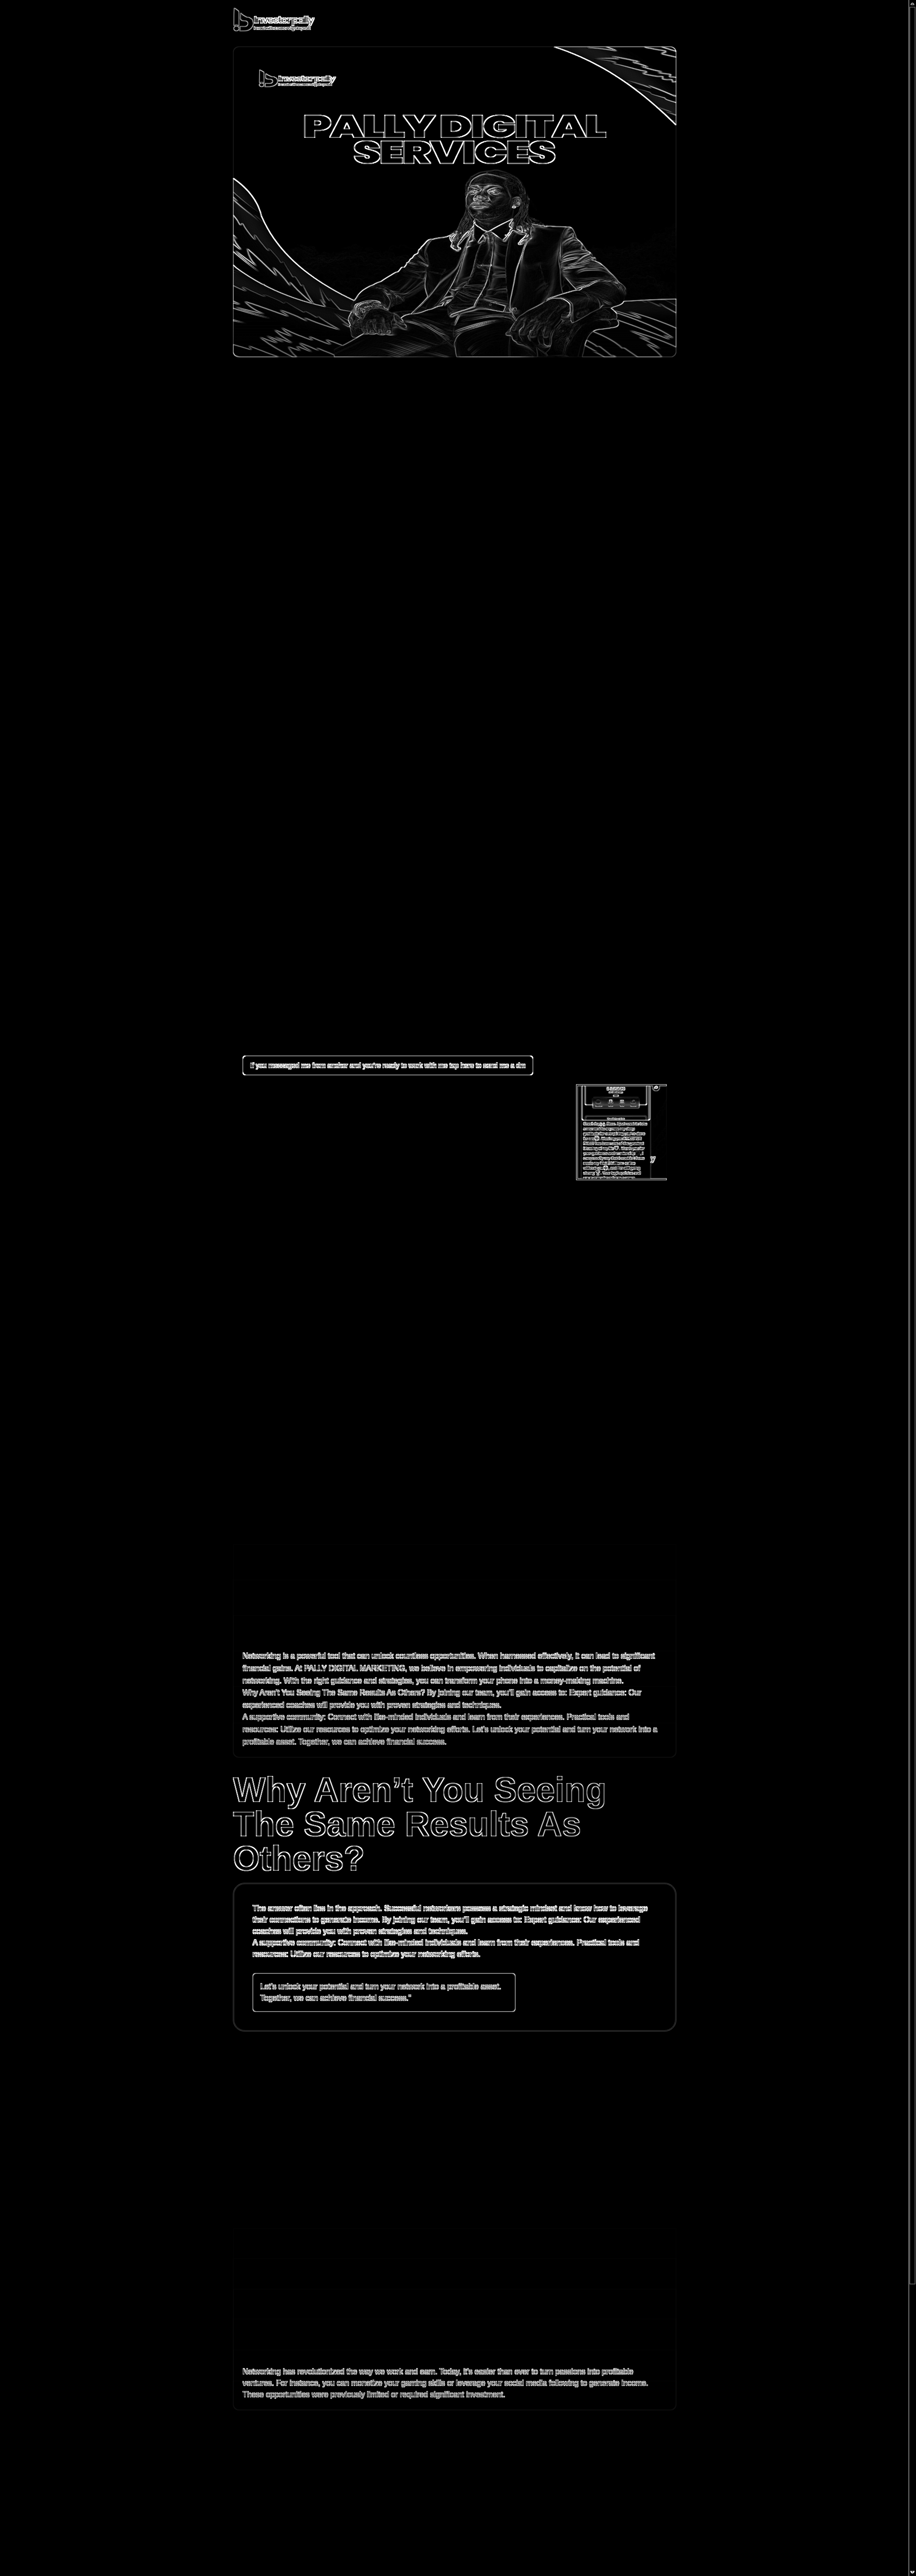 Investorpally
Investorpally
PALLY DIGITAL
SERVICES
If you messaged me from and you're ready to work with me tap here to send me a dm
Networking is a powerful tool that can unlock countless opportunities. When harnessed effectively, it can lead to significant
financial gains. At PALLY DIGITAL MARKETING, we believe in empowering individuals to capitalize on the potential of
networking. With the right guidance and strategies, you can transform your phone into a money-making machine.
Why Aren't You Seeing The Same Results As Others? By joining our team, you'll gain access to: Expert guidance: Our
experienced coaches will provide you with proven strategies and techniques.
A supportive community: Connect with like-minded individuals and learn from their experiences. Practical tools and
resources: Utilize our resources to optimize your networking efforts. Let's unlock your potential and turn your network into a
profitable asset. Together, we can achieve financial success.
Why Aren't You Seeing
The Same Results As
Others?
The answer often lies in the approach. Successful networkers possess a strategic mindset and know how to leverage
their connections to generate income. By joining our team, you'll gain access to: Expert guidance: Our experienced
coaches will provide you with proven strategies and techniques.
A supportive community: Connect with like-minded individuals and learn from their experiences. Practical tools and
resources: Utilize our resources to optimize your networking efforts.
Let's unlock your potential and turn your network into a profitable asset.
Together, we can achieve financial success."
Networking has revolutionized the way we work and earn. Today, it's easier than ever to turn passions into profitable
ventures. For instance, you can monetize your gaming skills or leverage your social media following to generate income.
These opportunities were previously limited or required significant investment.